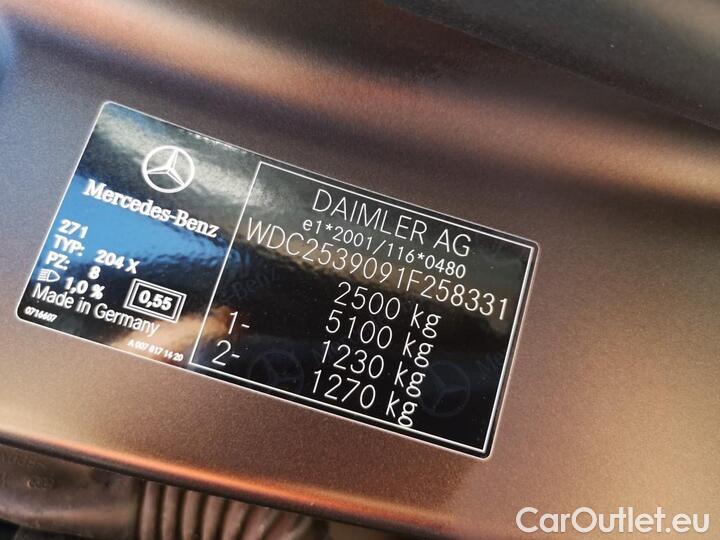 Mercedes-Benz
271
TYP: 204 X
PZ: 8
1,0 % 0,55
Made in Germany
0716607
A 007 817 14 20
DAIMLER AG
e1*2001/116*0480
WDC2539091F258331
2500 kg
5100 kg
1- 1230 kg
2- 1270 kg
CarOutlet.eu